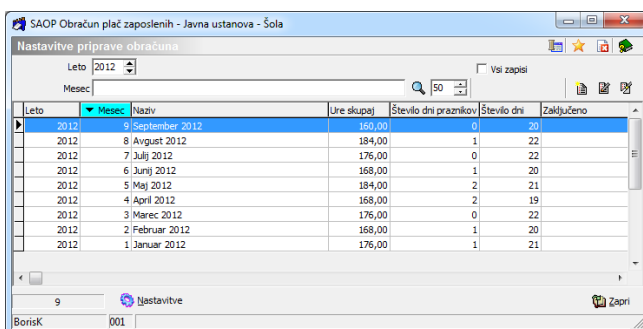 SAOP Obračun plač zaposlenih - Javna ustanova - Šola
Nastavitve priprave obračuna
Leto 2012 Vsi zapisi
Mesec 50
Leto Mesec Naziv Ure skupaj Število dni praznikov Število dni Zaključeno
2012 9 September 2012 160,00 0 20
2012 8 Avgust 2012 184,00 1 22
2012 7 Julij 2012 176,00 0 22
2012 6 Junij 2012 168,00 1 20
2012 5 Maj 2012 184,00 2 21
2012 4 April 2012 168,00 2 19
2012 3 Marec 2012 176,00 0 22
2012 2 Februar 2012 168,00 1 20
2012 1 Januar 2012 176,00 1 21
9 Nastavitve Zapri
BorisK 001